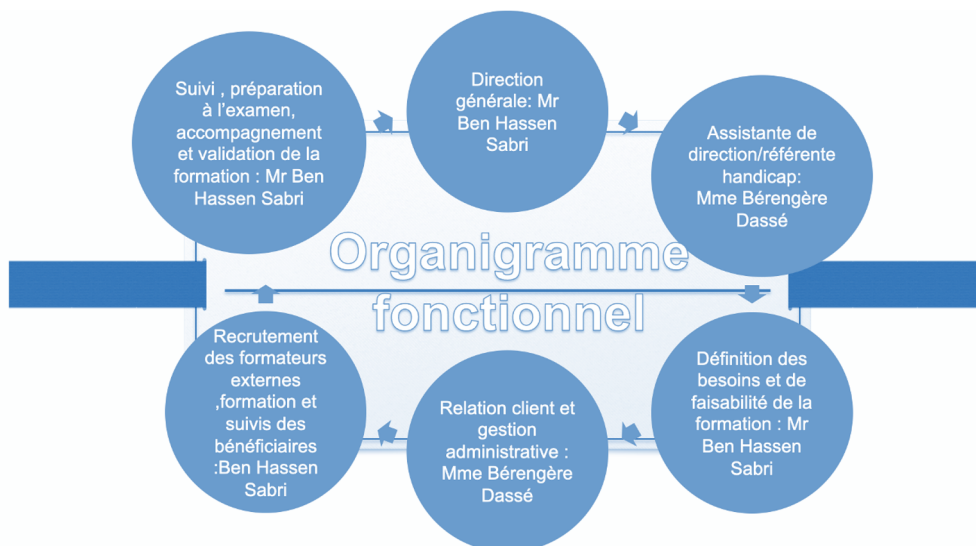 Suivi , préparation
à l'examen,
accompagnement
et validation de la
formation : Mr Ben
Hassen Sabri
Direction
générale: Mr
Ben Hassen
Sabri
Assistante de
direction/référente
handicap:
Mme Bérengère
Dassé
Organigramme
fonctionnel
Recrutement
des formateurs
externes
,formation et
suivis des
bénéficiaires
:Ben Hassen
Sabri
Relation client et
gestion
administrative :
Mme Bérengère
Dassé
Définition des
besoins et de
faisabilité de la
formation : Mr
Ben Hassen
Sabri